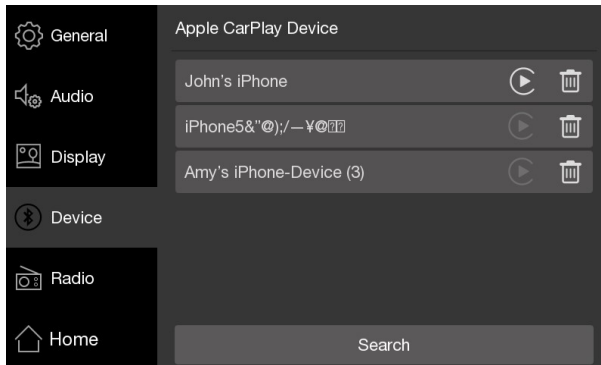 General
Audio
Display
Device
Radio
Home
Apple CarPlay Device
John's iPhone
iPhone5&"@);/—¥@⍰⍰
Amy's iPhone-Device (3)
Search